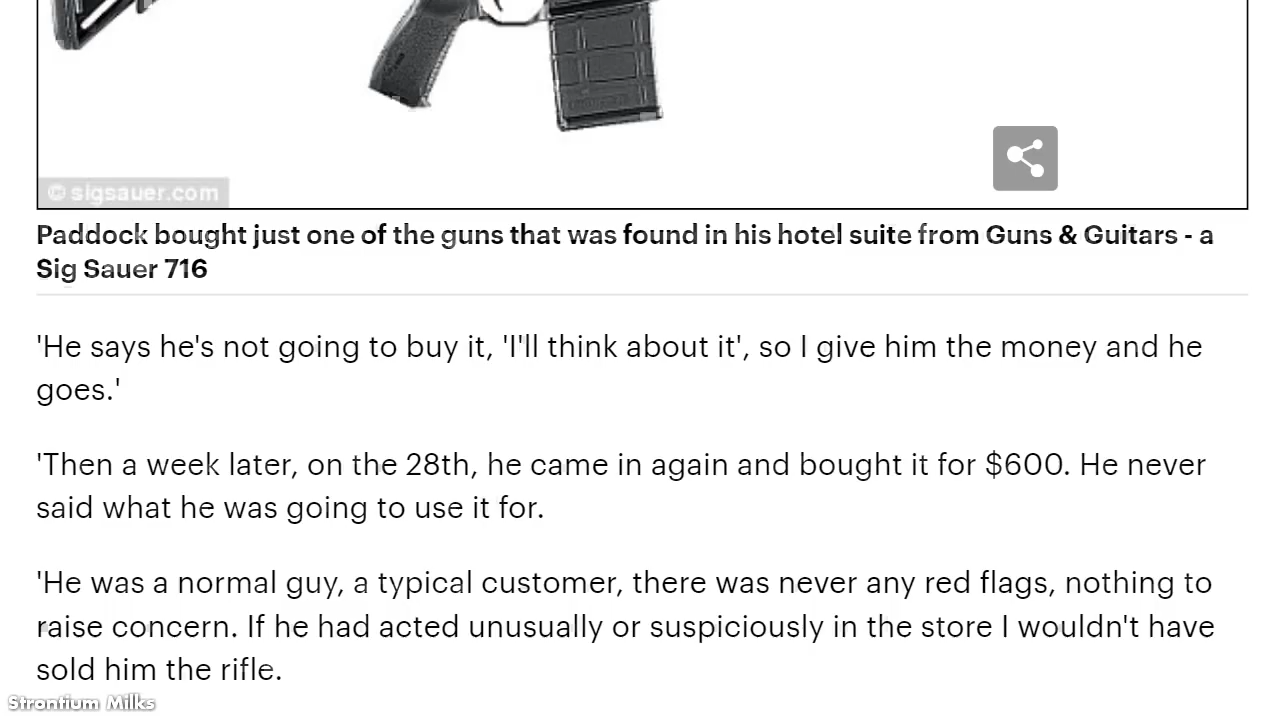 © sigsauer.com
Paddock bought just one of the guns that was found in his hotel suite from Guns & Guitars - a
Sig Sauer 716
'He says he's not going to buy it, 'I'll think about it', so I give him the money and he
goes.'
'Then a week later, on the 28th, he came in again and bought it for $600. He never
said what he was going to use it for.
'He was a normal guy, a typical customer, there was never any red flags, nothing to
raise concern. If he had acted unusually or suspiciously in the store I wouldn't have
sold him the rifle.
Strontium Milks